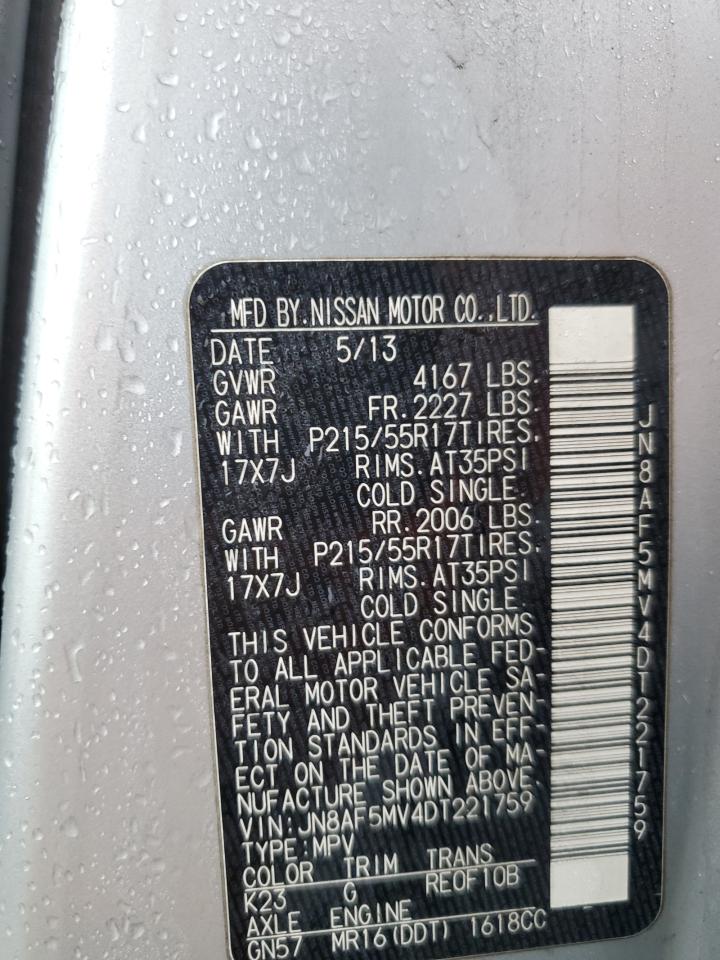 MFD BY.NISSAN MOTOR CO.,LTD.
DATE 5/13
GVWR 4167 LBS.
GAWR FR.2227 LBS.
WITH P215/55R17TIRES.
17X7J RIMS.AT35PSI
COLD SINGLE.
GAWR RR.2006 LBS.
WITH P215/55R17TIRES.
17X7J RIMS.AT35PSI
COLD SINGLE.
THIS VEHICLE CONFORMS
TO ALL APPLICABLE FED-
ERAL MOTOR VEHICLE SA-
FETY AND THEFT PREVEN-
TION STANDARDS IN EFF-
ECT ON THE DATE OF MA-
NUFACTURE SHOWN ABOVE.
VIN:JN8AF5MV4DT221759
TYPE:MPV
COLOR TRIM TRANS
K23 G RE0F10B
AXLE ENGINE
GN57 MR16(DDT) 1618CC
JN8AF5MV4DT221759